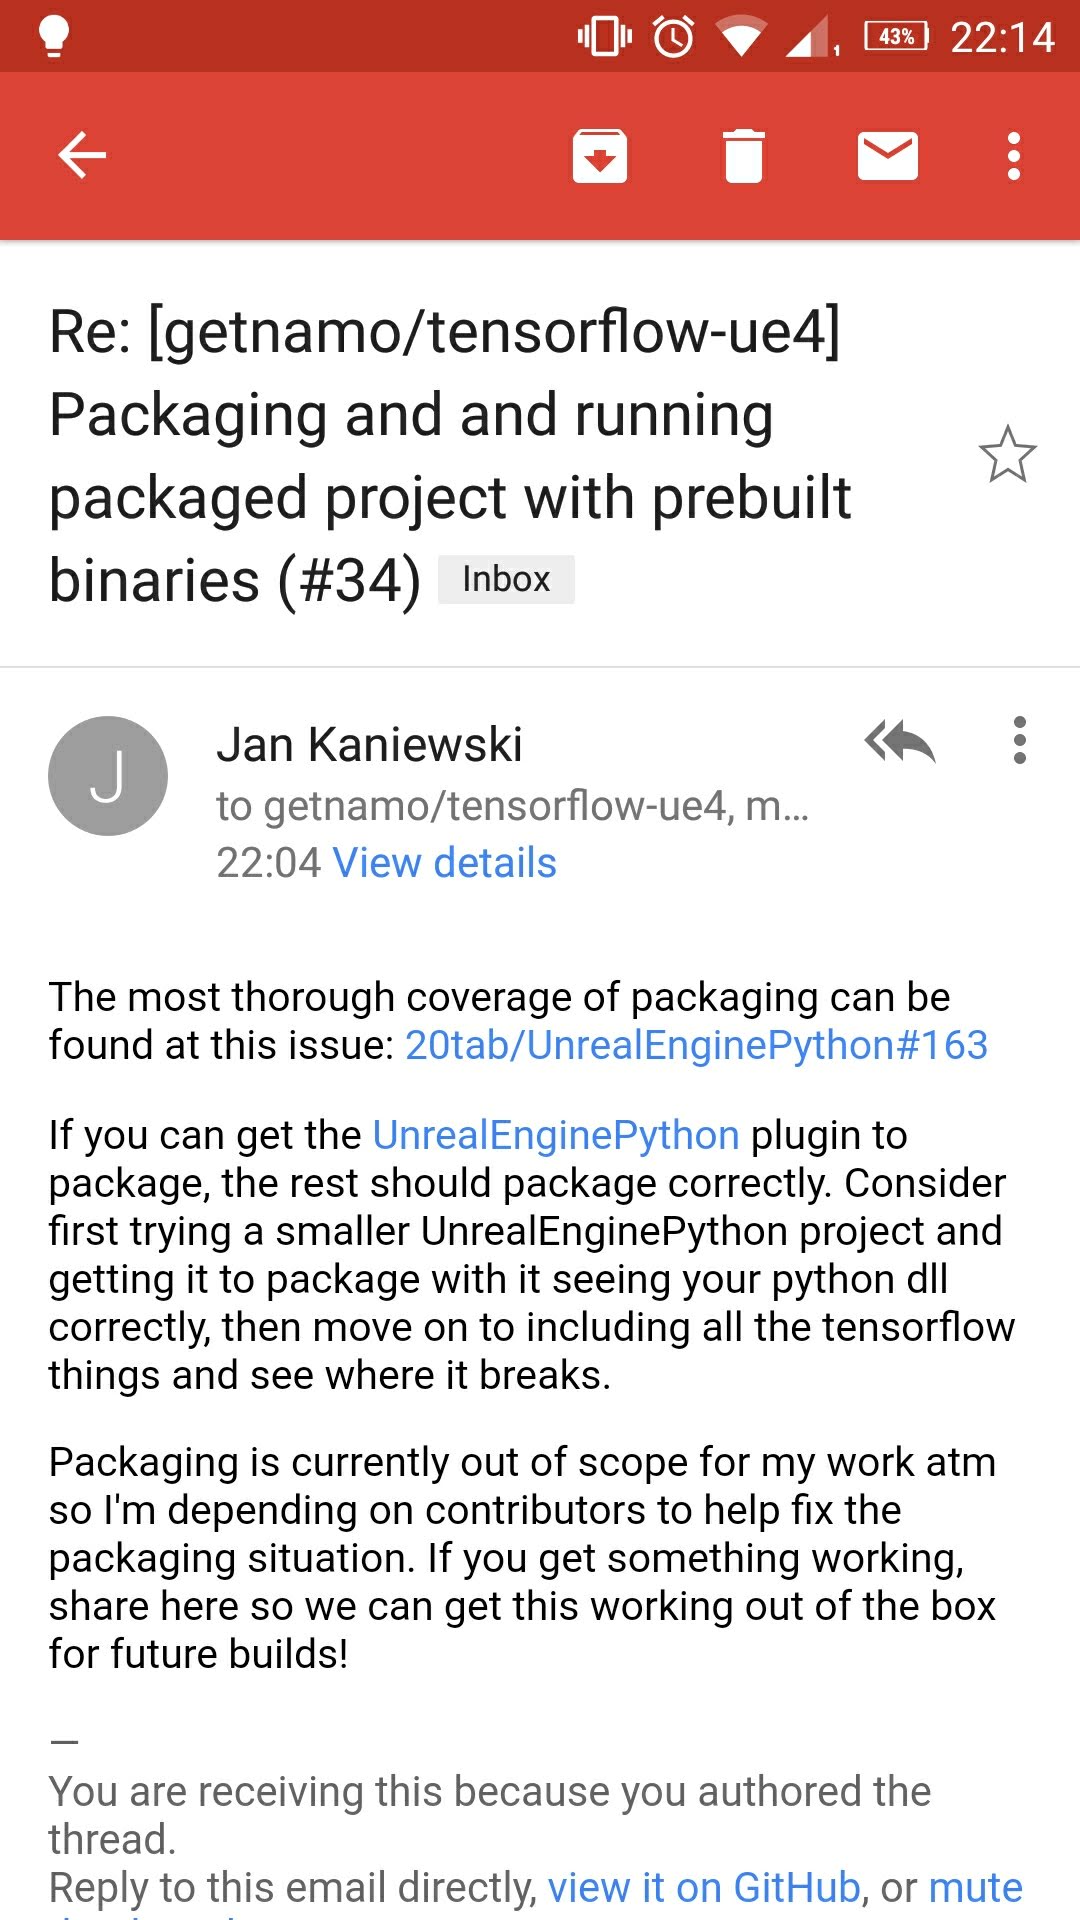 43% 22:14
Re: [getnamo/tensorflow-ue4]
Packaging and and running
packaged project with prebuilt
binaries (#34) Inbox
J
Jan Kaniewski
to getnamo/tensorflow-ue4, m...
22:04 View details
The most thorough coverage of packaging can be
found at this issue: 20tab/UnrealEnginePython#163
If you can get the UnrealEnginePython plugin to
package, the rest should package correctly. Consider
first trying a smaller UnrealEnginePython project and
getting it to package with it seeing your python dll
correctly, then move on to including all the tensorflow
things and see where it breaks.
Packaging is currently out of scope for my work atm
so I'm depending on contributors to help fix the
packaging situation. If you get something working,
share here so we can get this working out of the box
for future builds!
—
You are receiving this because you authored the
thread.
Reply to this email directly, view it on GitHub, or mute